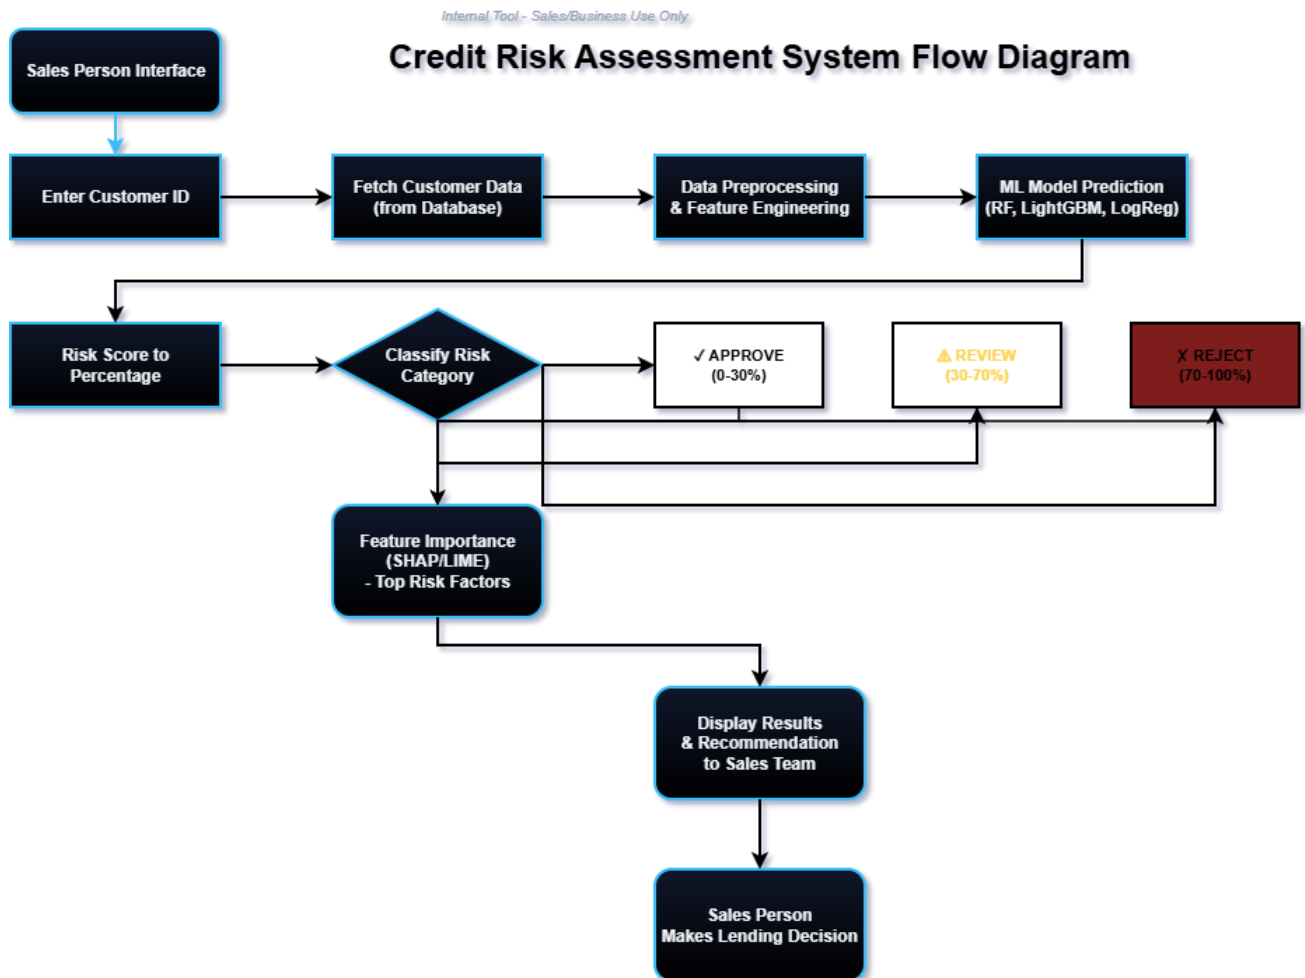 Internal Tool - Sales/Business Use Only
Credit Risk Assessment System Flow Diagram
Sales Person Interface
Enter Customer ID
Fetch Customer Data
(from Database)
Data Preprocessing
& Feature Engineering
ML Model Prediction
(RF, LightGBM, LogReg)
Risk Score to
Percentage
Classify Risk
Category
✓ APPROVE
(0-30%)
⚠ REVIEW
(30-70%)
✗ REJECT
(70-100%)
Feature Importance
(SHAP/LIME)
- Top Risk Factors
Display Results
& Recommendation
to Sales Team
Sales Person
Makes Lending Decision